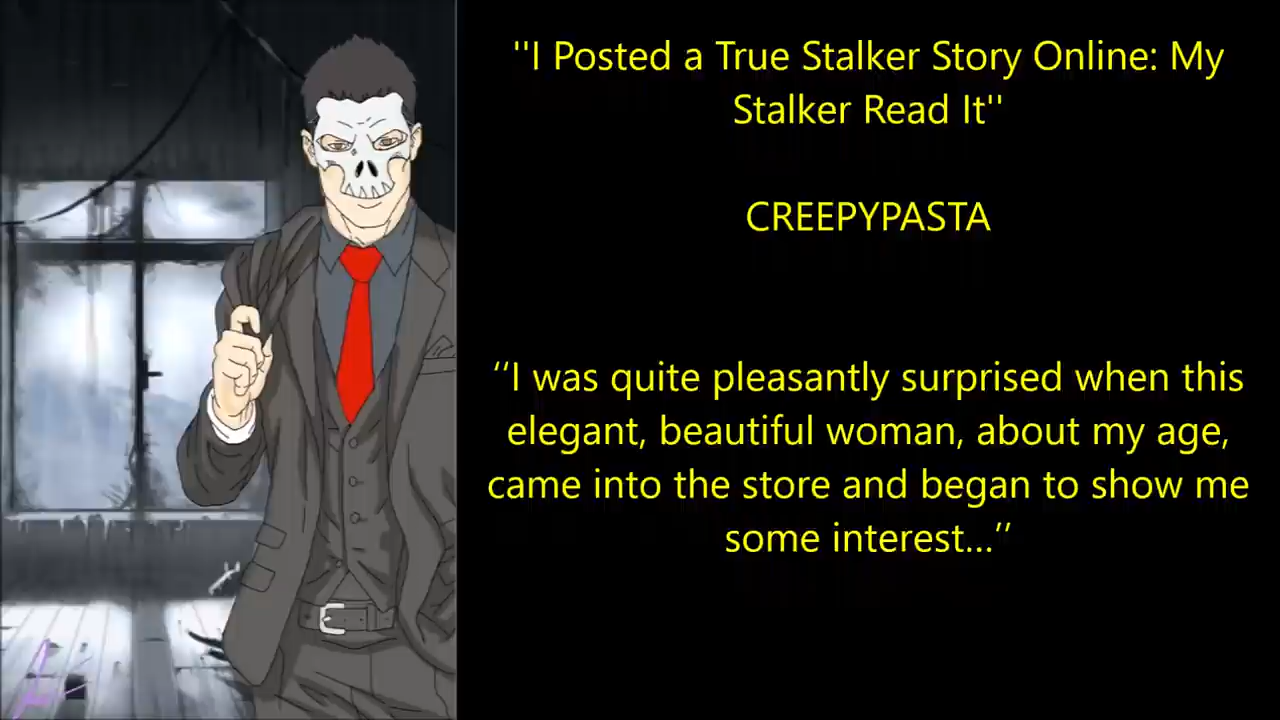 ''I Posted a True Stalker Story Online: My
Stalker Read It''
CREEPYPASTA
‘‘I was quite pleasantly surprised when this
elegant, beautiful woman, about my age,
came into the store and began to show me
some interest...’’